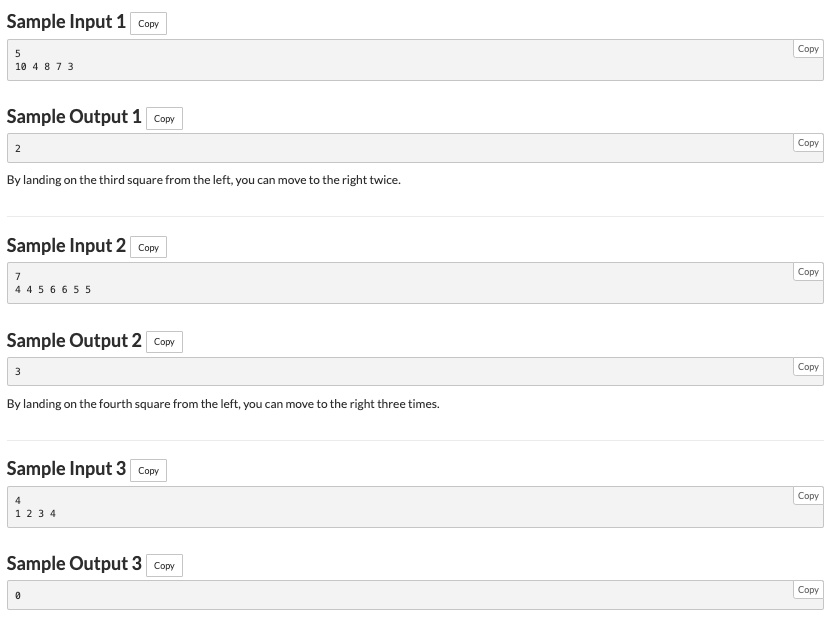 Sample Input 1 Copy
Copy
5
10 4 8 7 3
Sample Output 1 Copy
Copy
2
By landing on the third square from the left, you can move to the right twice.
Sample Input 2 Copy
Copy
7
4 4 5 6 6 5 5
Sample Output 2 Copy
Copy
3
By landing on the fourth square from the left, you can move to the right three times.
Sample Input 3 Copy
Copy
4
1 2 3 4
Sample Output 3 Copy
Copy
0